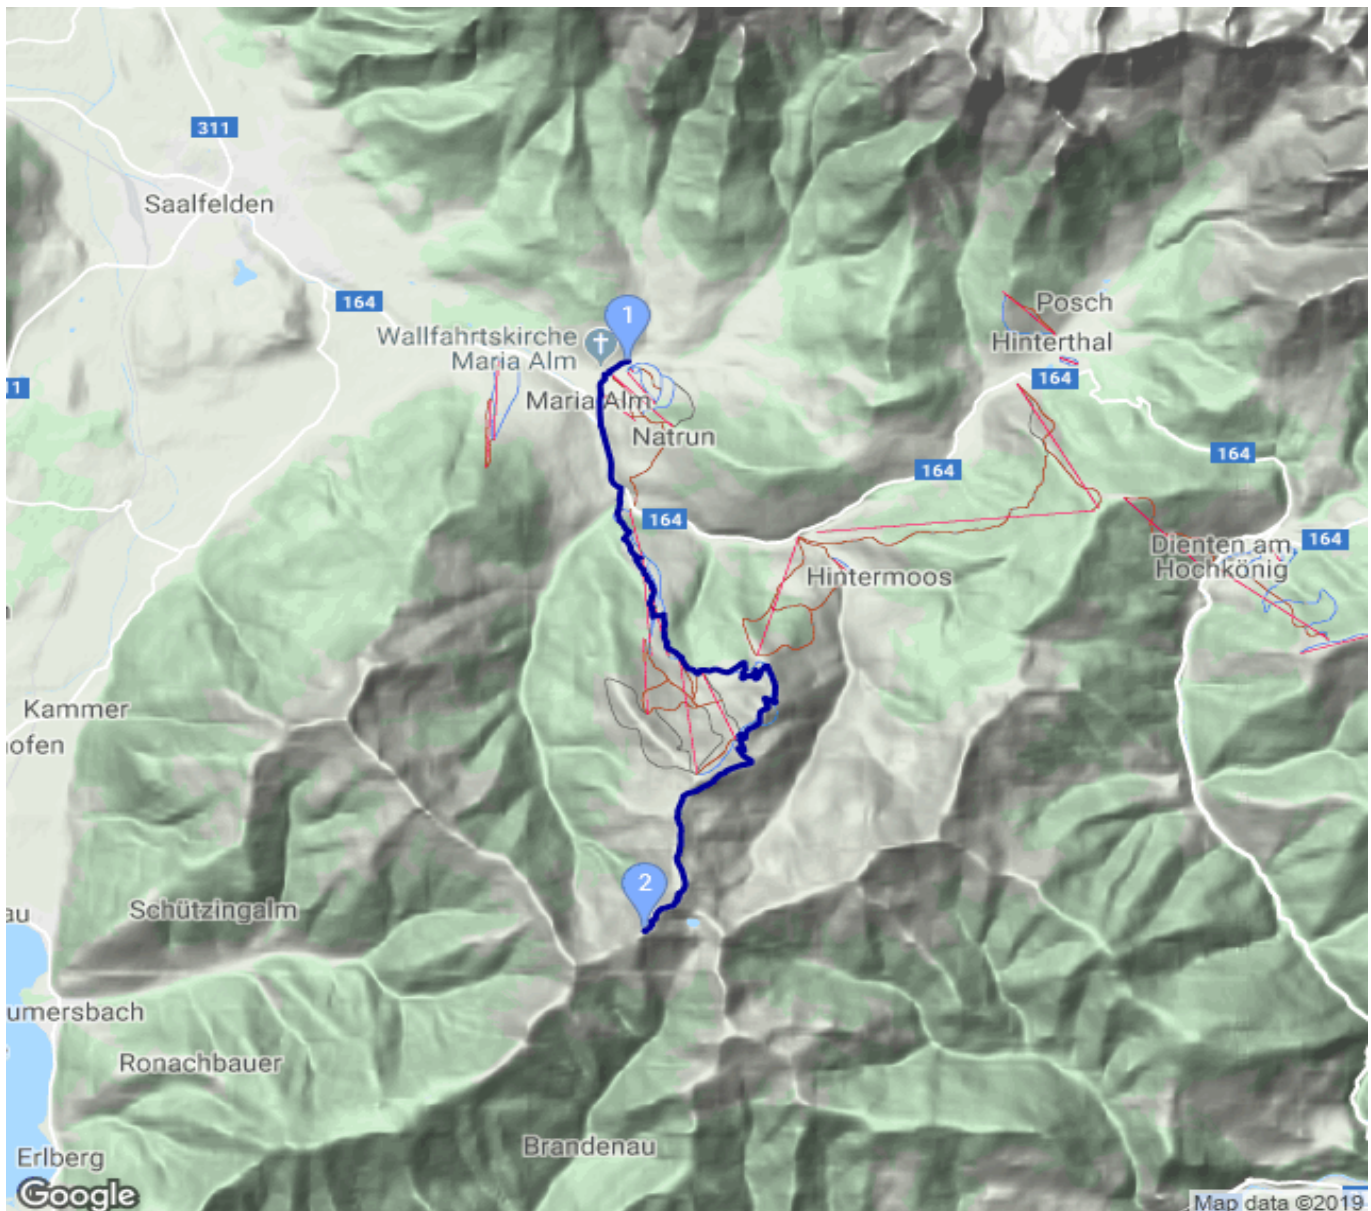 311
Saalfelden
164
Posch
1
Wallfahrtskirche
Maria Alm
Hinterthal
11
164
Maria Alm
Natrun
164
164
164
164
Dienten am
Hochkönig
Hintermoos
Kammer
ofen
2
Schützingalm
au
umersbach
Ronachbauer
Brandenau
Erlberg
Google
Map data ©2019